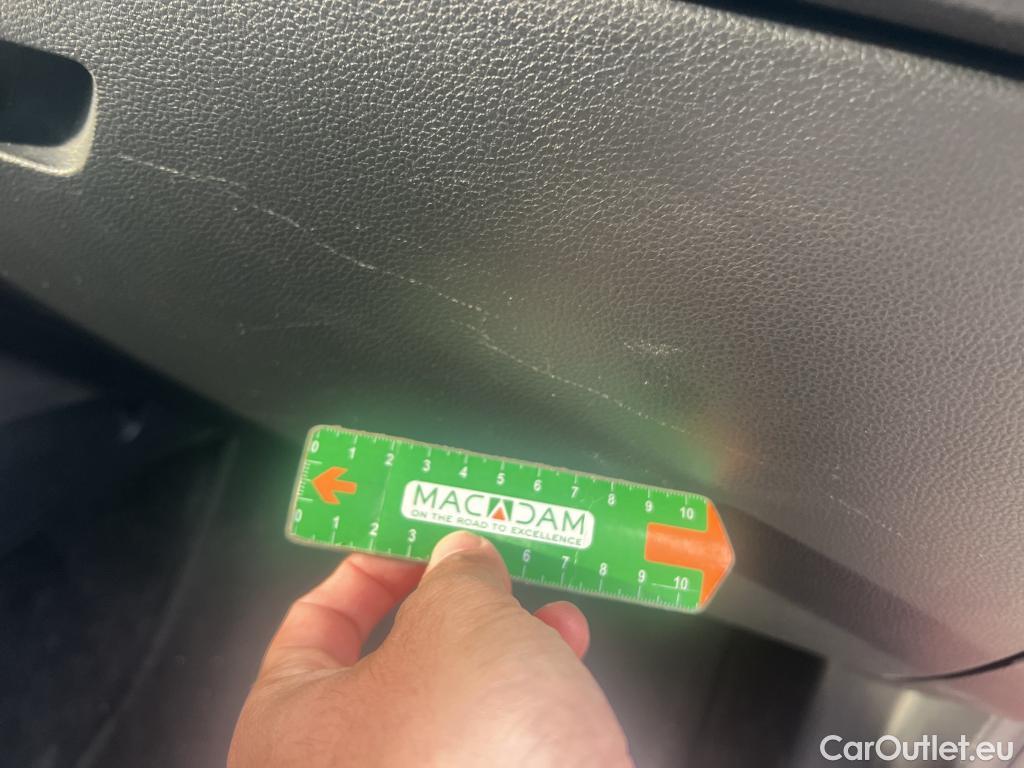 0 1 2 3 4 5 6 7 8 9 10
MACADAM
ON THE ROAD TO EXCELLENCE
0 1 2 3 6 7 8 9 10
CarOutlet.eu